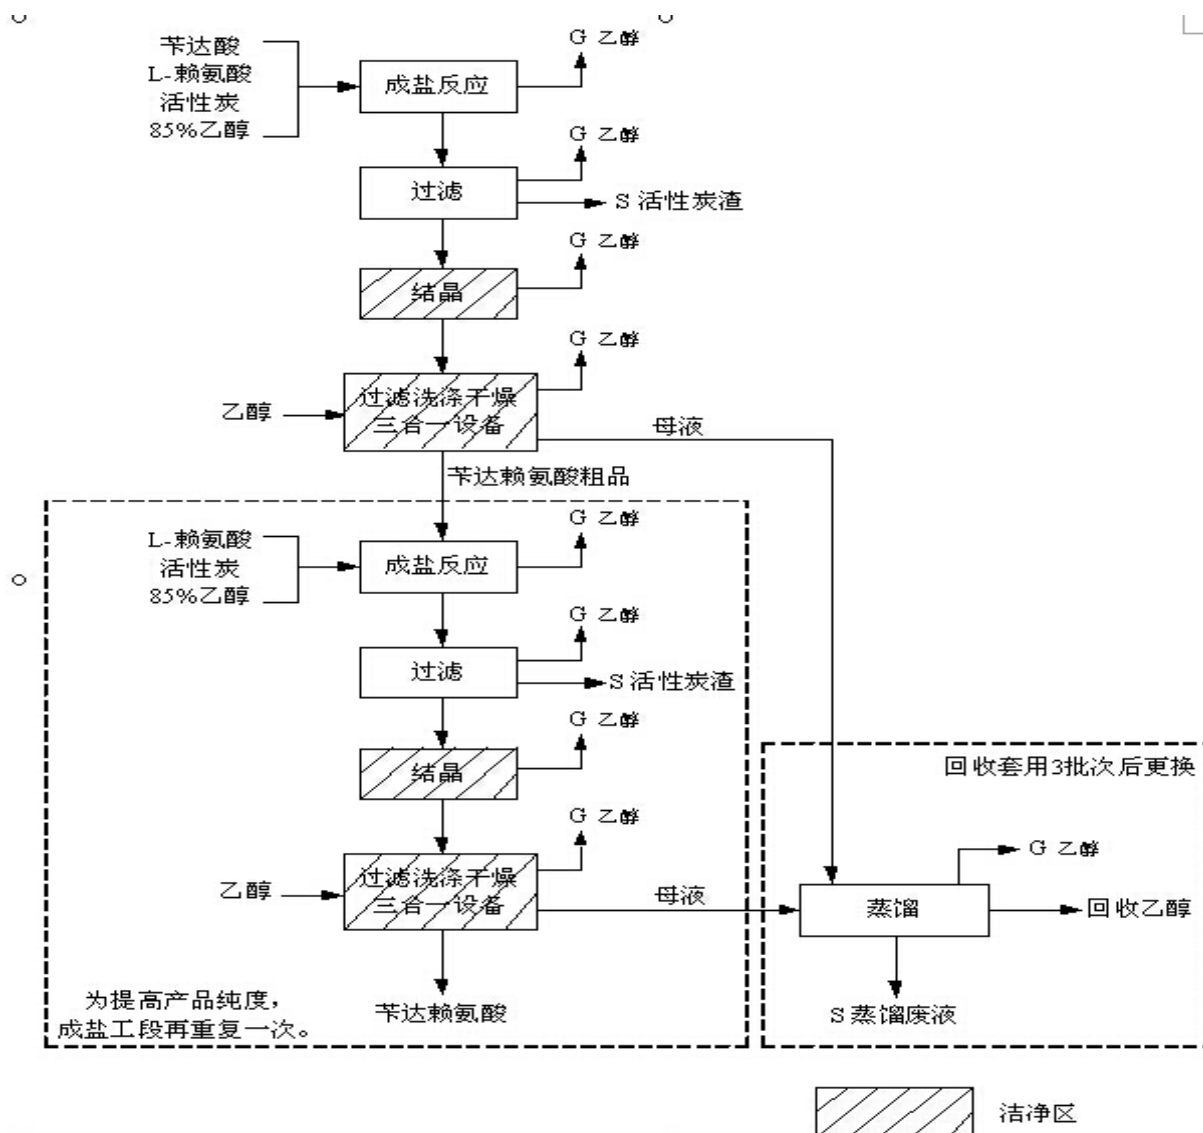 苄达酸
L-赖氨酸
活性炭
85%乙醇
成盐反应
G 乙醇
过滤
G 乙醇
S 活性炭渣
结晶
G 乙醇
乙醇
过滤洗涤干燥
三合一设备
G 乙醇
母液
苄达赖氨酸粗品
L-赖氨酸
活性炭
85%乙醇
成盐反应
G 乙醇
过滤
G 乙醇
S 活性炭渣
结晶
G 乙醇
乙醇
过滤洗涤干燥
三合一设备
G 乙醇
母液
苄达赖氨酸
为提高产品纯度，
成盐工段再重复一次。
回收套用3批次后更换
G 乙醇
蒸馏
回收乙醇
S 蒸馏废液
洁净区